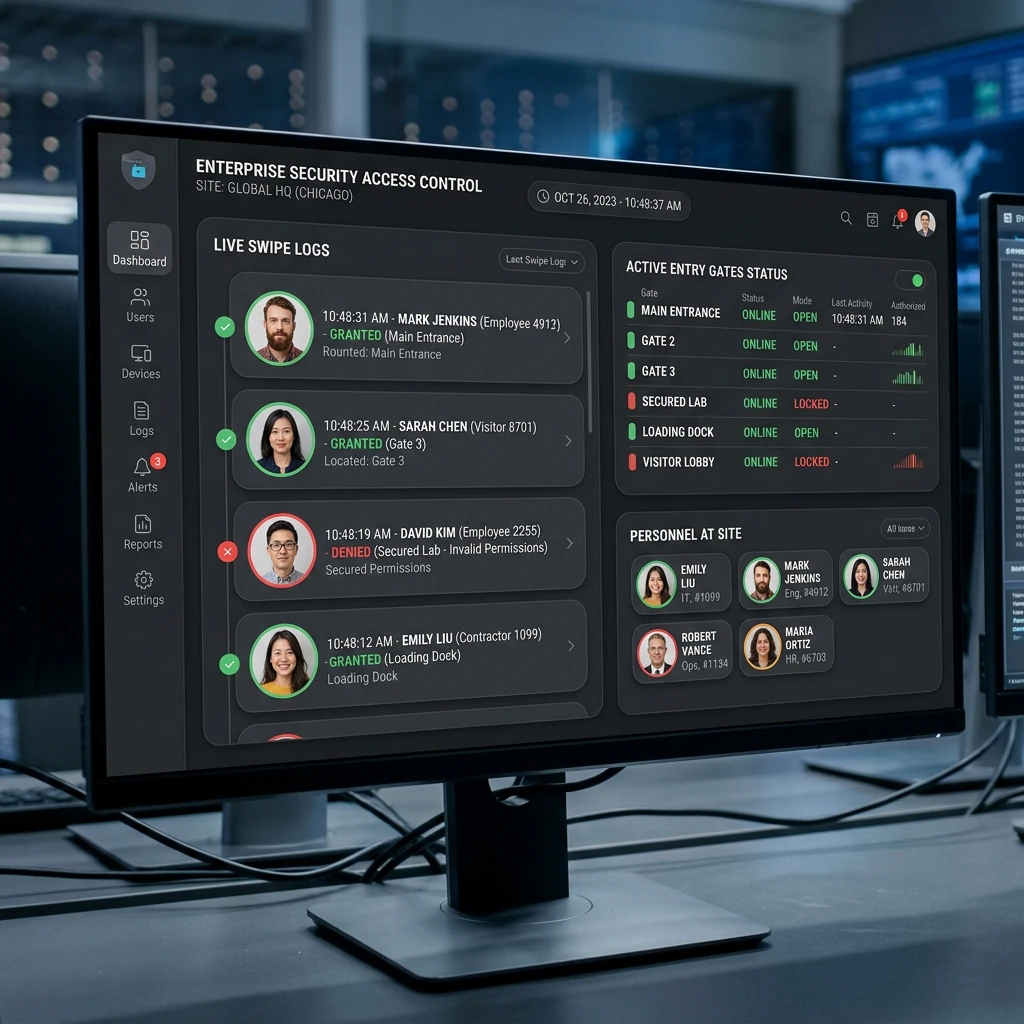 ENTERPRISE SECURITY ACCESS CONTROL
SITE: GLOBAL HQ (CHICAGO)
OCT 26, 2023 - 10:48:37 AM
1
Dashboard
Users
Devices
Logs
3
Alerts
Reports
Settings
LIVE SWIPE LOGS
Last Swipe Logs
10:48:31 AM - MARK JENKINS (Employee 4912)
- GRANTED (Main Entrance)
Rounted: Main Entrance
10:48:25 AM - SARAH CHEN (Visitor 8701)
- GRANTED (Gate 3)
Located: Gate 3
10:48:19 AM - DAVID KIM (Employee 2255)
- DENIED (Secured Lab - Invalid Permissions)
Secured Permissions
10:48:12 AM - EMILY LIU (Contractor 1099)
- GRANTED (Loading Dock)
Loading Dock
ACTIVE ENTRY GATES STATUS
Gate Status Mode Last Activity Authorized
MAIN ENTRANCE ONLINE OPEN 10:48:31 AM 184
GATE 2 ONLINE OPEN -
GATE 3 ONLINE OPEN -
SECURED LAB ONLINE LOCKED - -
LOADING DOCK ONLINE OPEN - -
VISITOR LOBBY ONLINE LOCKED -
PERSONNEL AT SITE
All
EMILY
LIU
IT, #1099
MARK
JENKINS
Eng, #4912
SARAH
CHEN
#8701
ROBERT
VANCE
Ops, #1134
MARIA
ORTIZ
HR, #6703